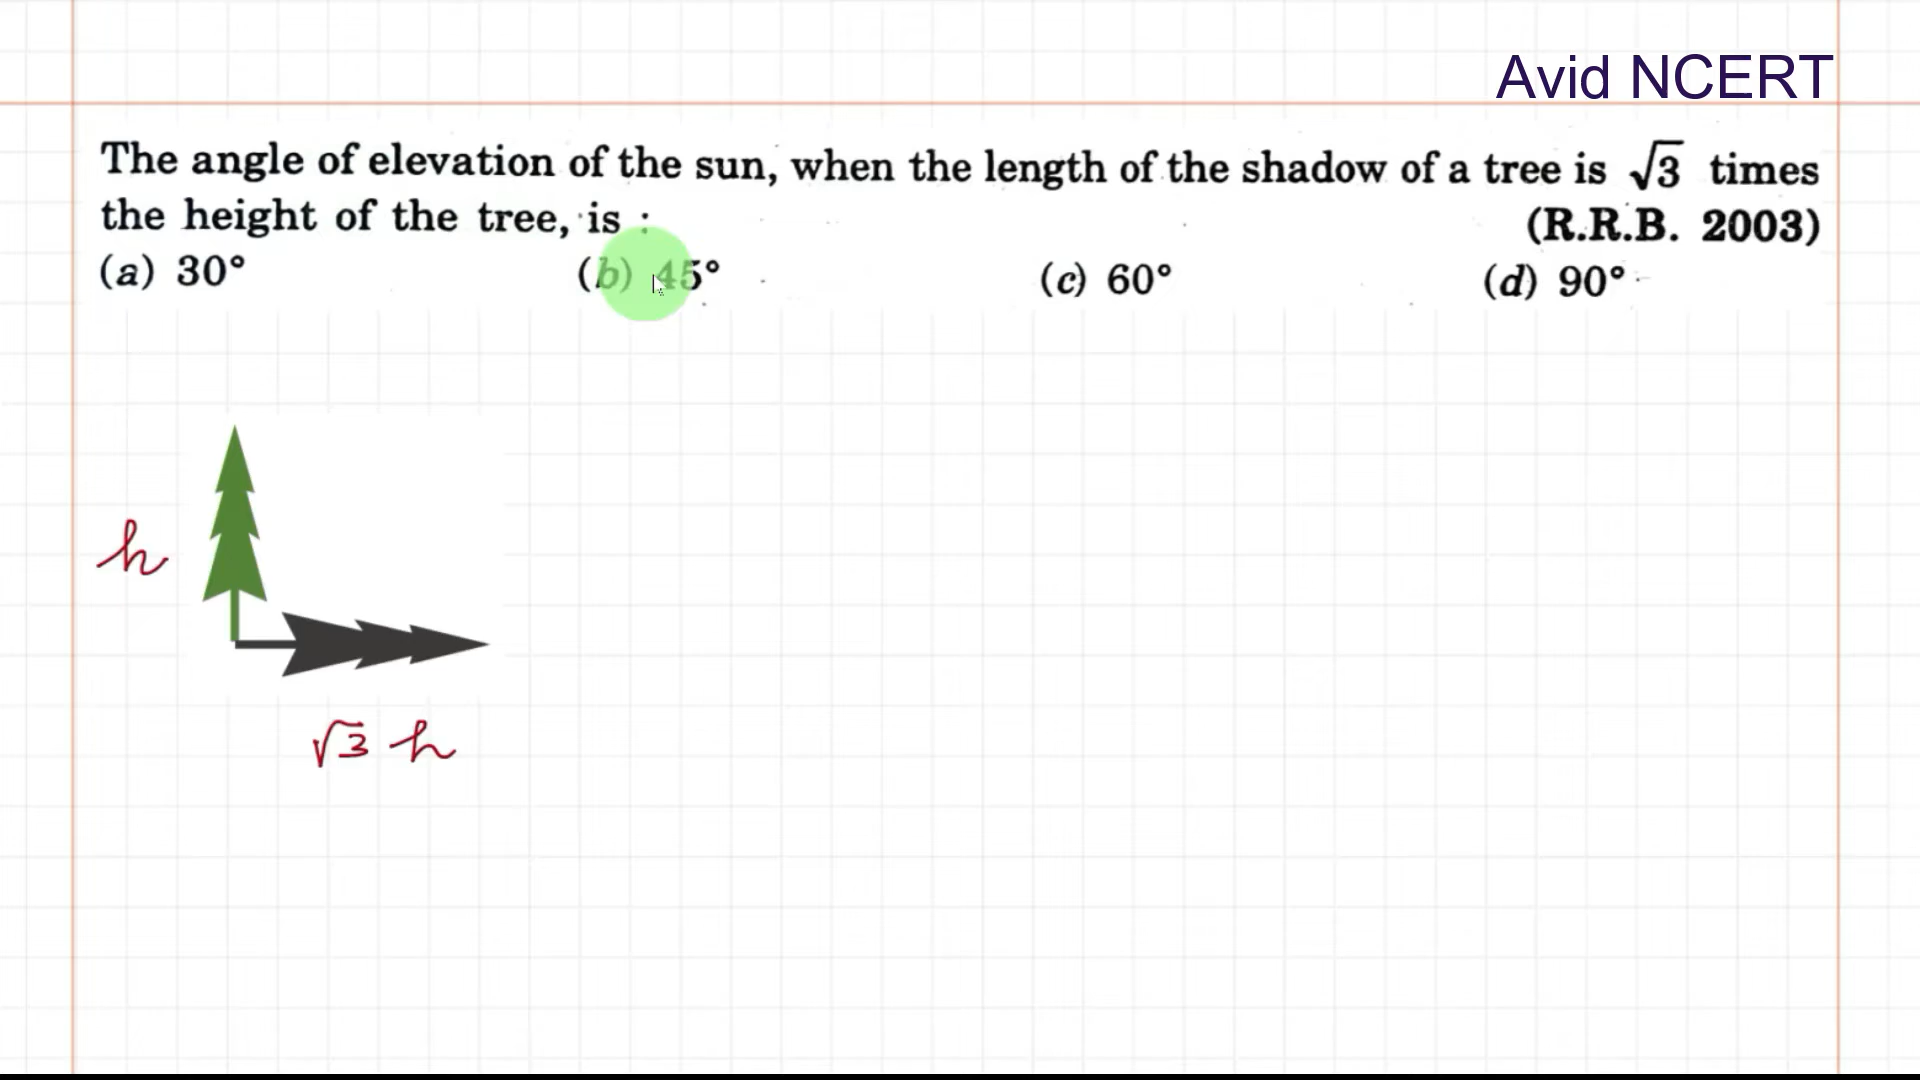 Avid NCERT
The angle of elevation of the sun, when the length of the shadow of a tree is √3 times
the height of the tree, is :
(R.R.B. 2003)
(a) 30° (b) 45° (c) 60° (d) 90°
h
√3 h